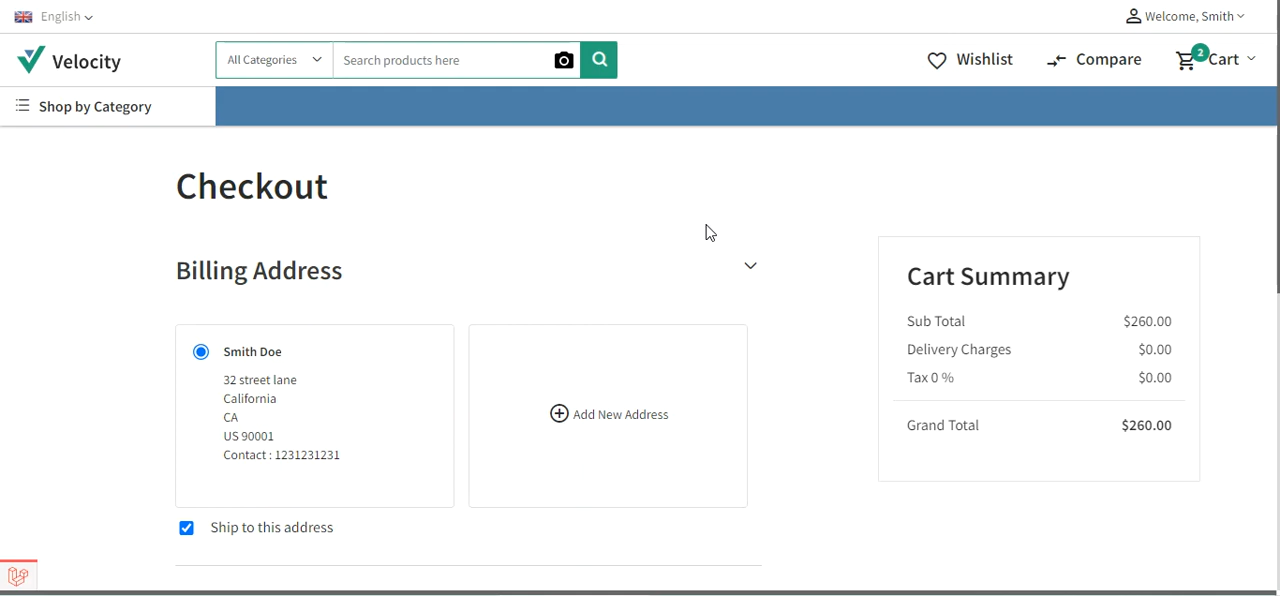 English
Welcome, Smith
Velocity
All Categories
Search products here
Wishlist
Compare
2
Cart
Shop by Category
Checkout
Billing Address
Smith Doe
32 street lane
California
CA
US 90001
Contact : 1231231231
Add New Address
Ship to this address
Cart Summary
Sub Total $260.00
Delivery Charges $0.00
Tax 0 % $0.00
Grand Total $260.00